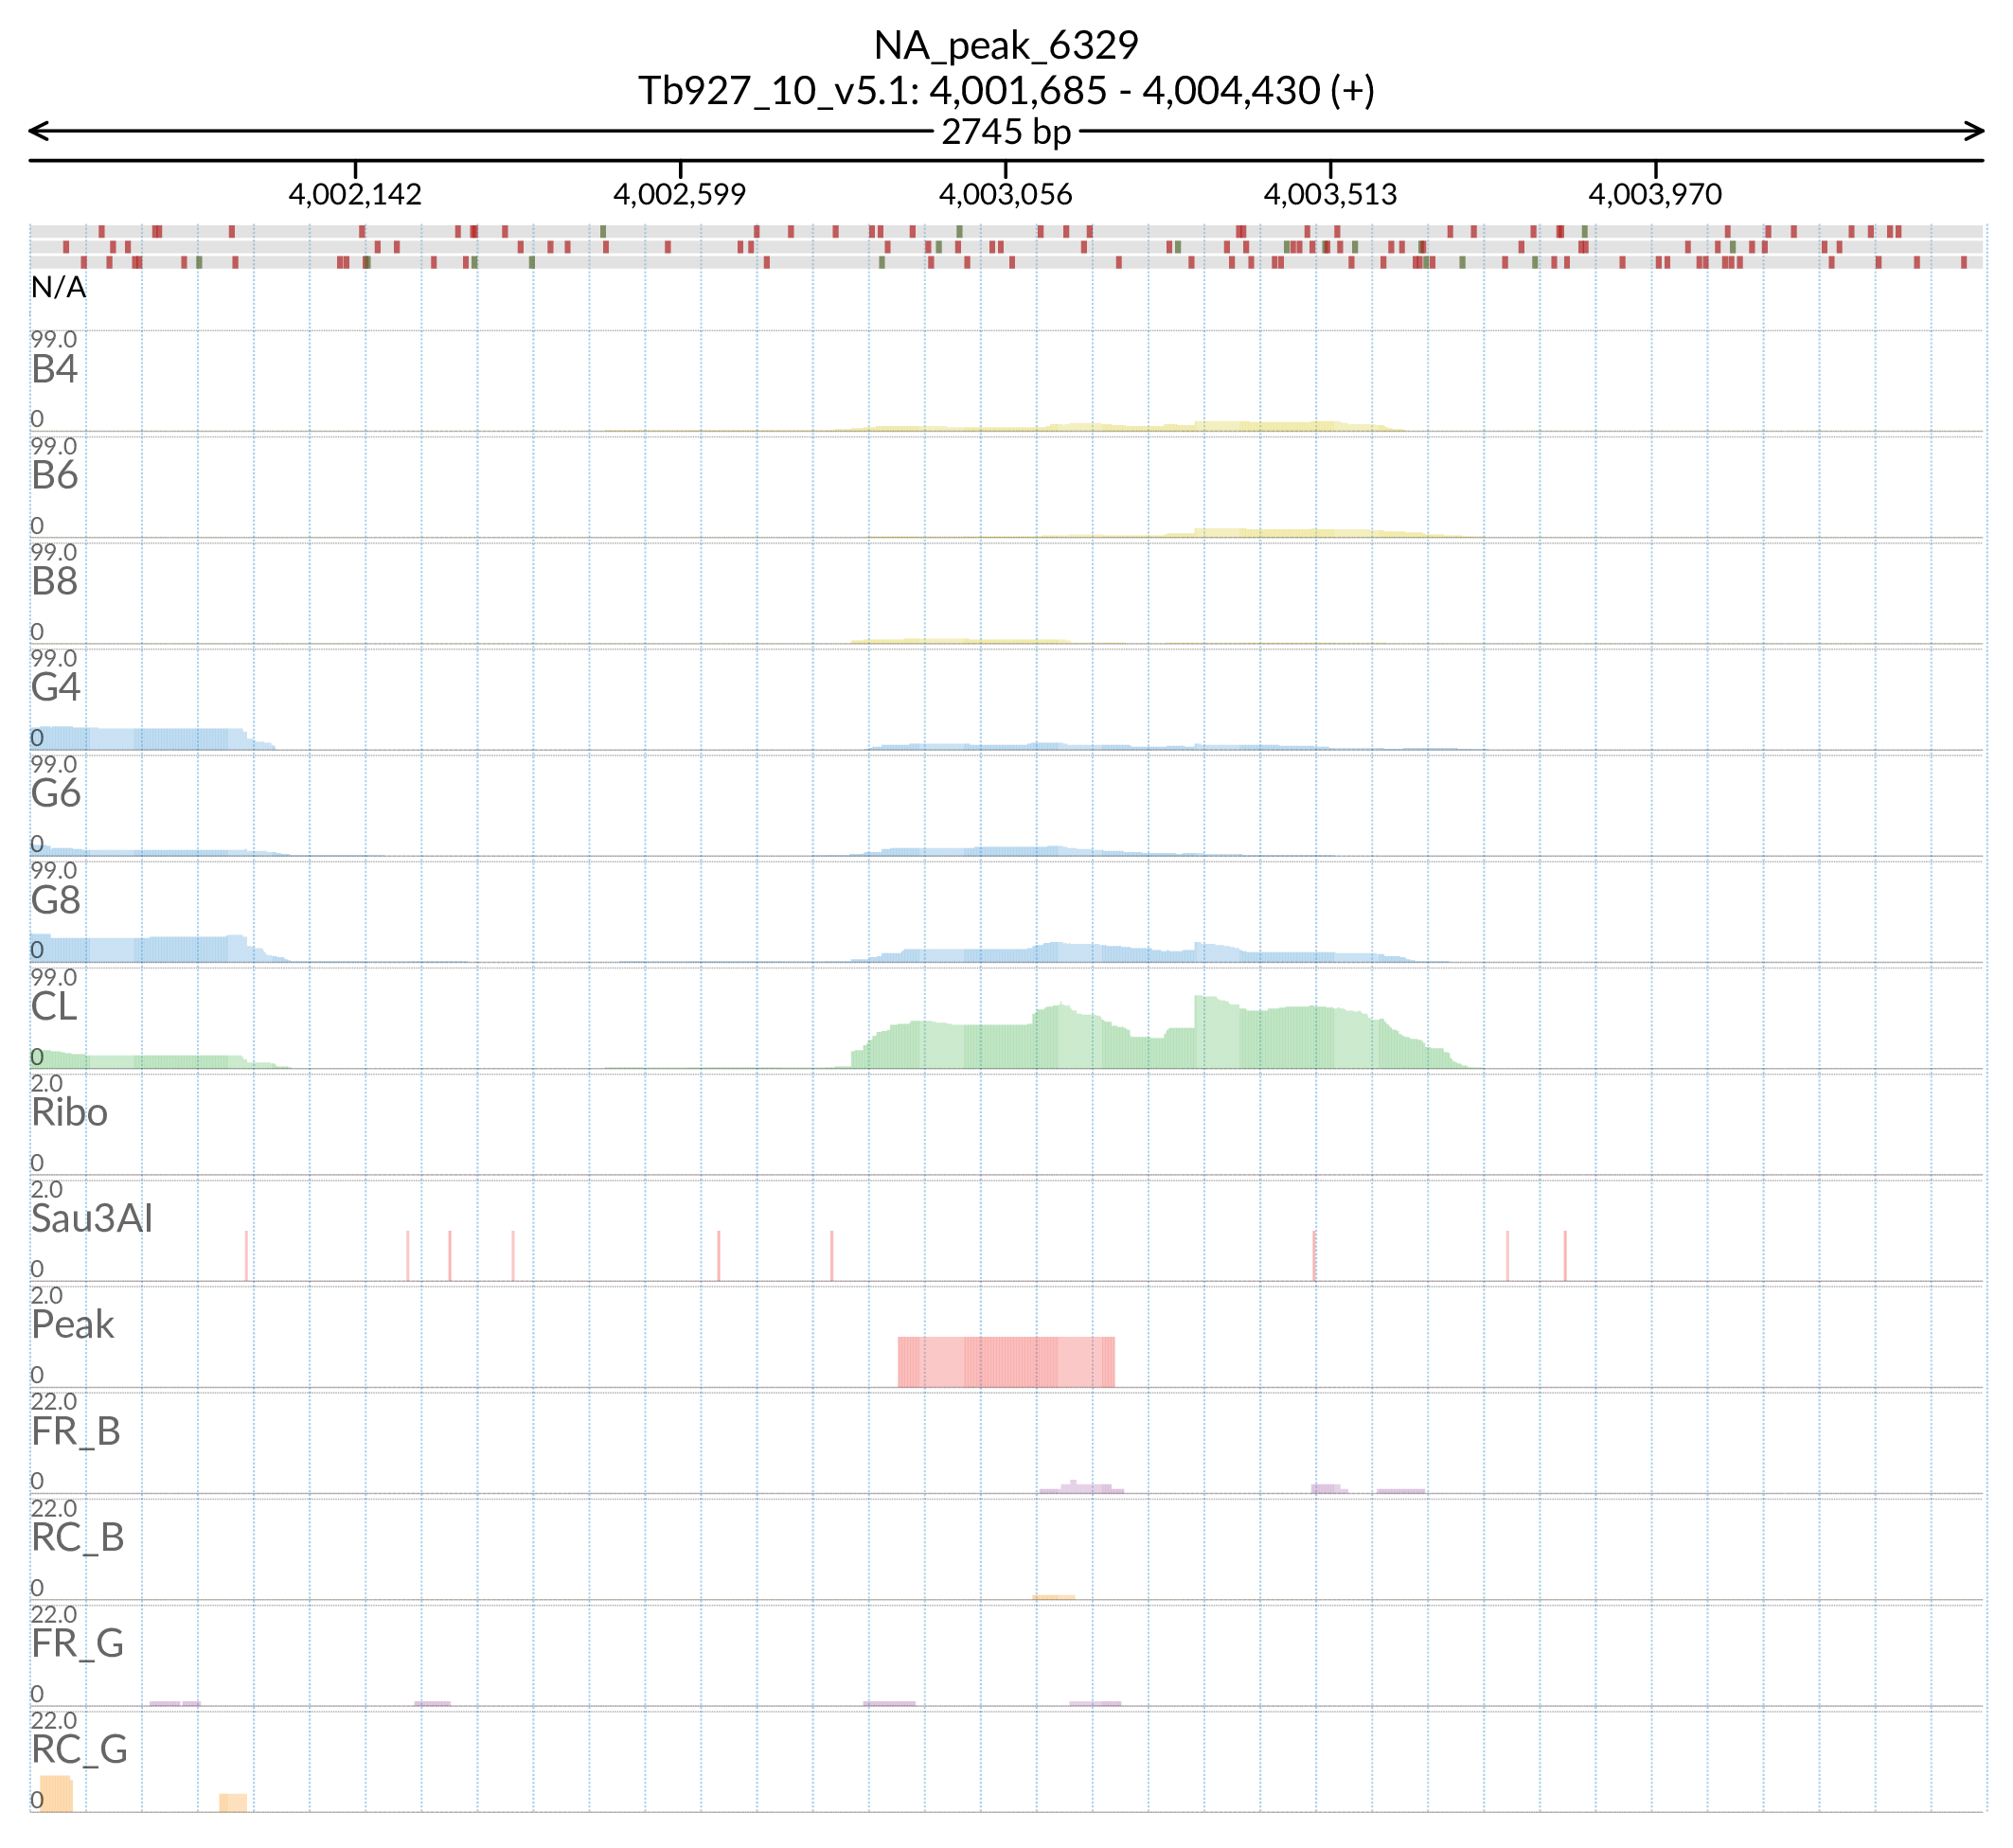 NA_peak_6329
Tb927_10_v5.1: 4,001,685 - 4,004,430 (+)
2745 bp
4,002,142 4,002,599 4,003,056 4,003,513 4,003,970
N/A
99.0
B4
0
99.0
B6
0
99.0
B8
0
99.0
G4
0
99.0
G6
0
99.0
G8
0
99.0
CL
0
2.0
Ribo
0
2.0
Sau3AI
0
2.0
Peak
0
22.0
FR_B
0
22.0
RC_B
0
22.0
FR_G
0
22.0
RC_G
0